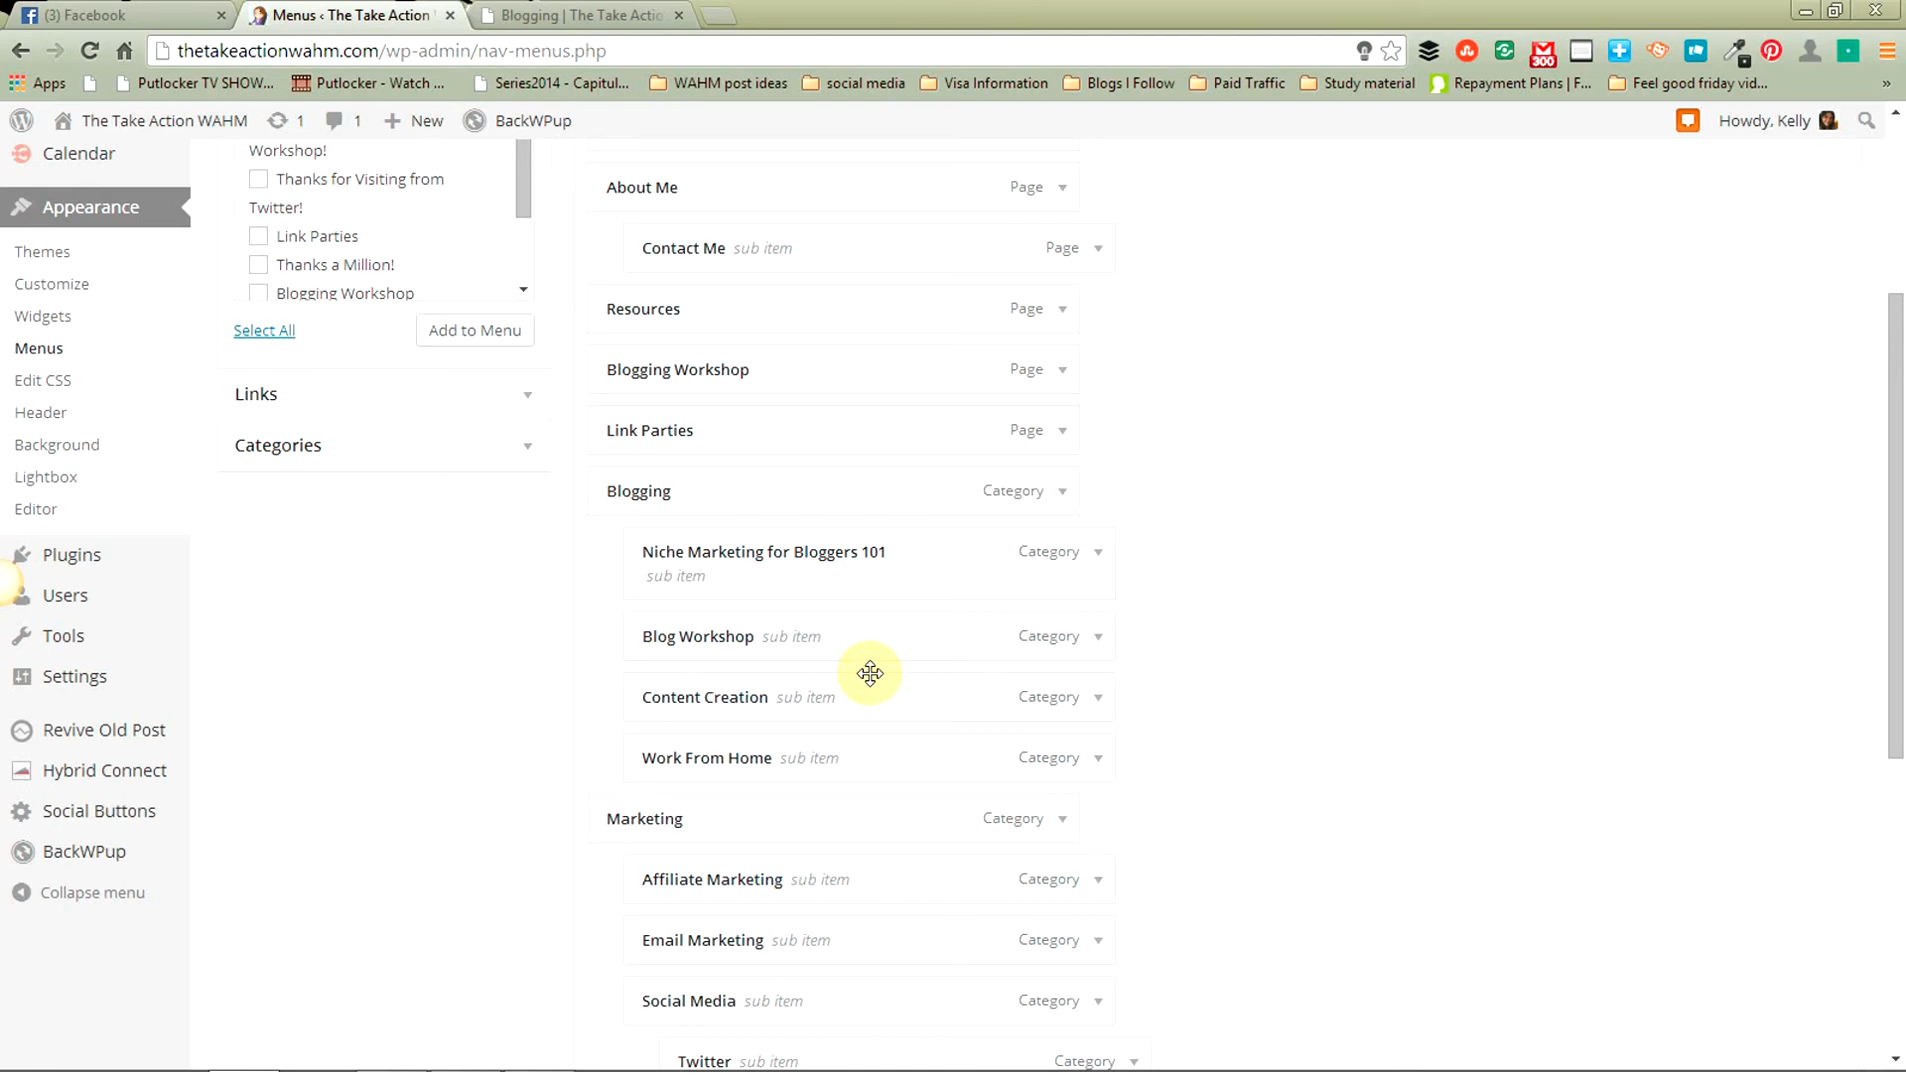 (3) Facebook
Menus ‹ The Take Action
Blogging | The Take Actio
thetakeactionwahm.com/wp-admin/nav-menus.php
300
Apps
Putlocker TV SHOW...
Putlocker - Watch ...
Series2014 - Capitul...
WAHM post ideas
social media
Visa Information
Blogs I Follow
Paid Traffic
Study material
Repayment Plans | F...
Feel good friday vid...
»
The Take Action WAHM
1
1
New
BackWPup
Howdy, Kelly
Calendar
Appearance
Themes
Customize
Widgets
Menus
Edit CSS
Header
Background
Lightbox
Editor
Plugins
Users
Tools
Settings
Revive Old Post
Hybrid Connect
Social Buttons
BackWPup
Collapse menu
Workshop!
Thanks for Visiting from
Twitter!
Link Parties
Thanks a Million!
Blogging Workshop
Select All
Add to Menu
Links
Categories
About Me Page
Contact Me sub item Page
Resources Page
Blogging Workshop Page
Link Parties Page
Blogging Category
Niche Marketing for Bloggers 101 Category
sub item
Blog Workshop sub item Category
Content Creation sub item Category
Work From Home sub item Category
Marketing Category
Affiliate Marketing sub item Category
Email Marketing sub item Category
Social Media sub item Category
Twitter sub item Category